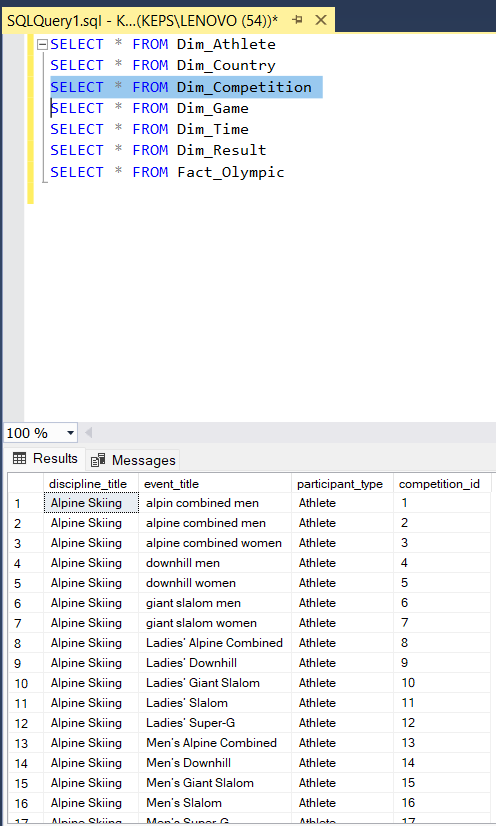 SQLQuery1.sql - K...(KEPS\LENOVO (54))*
SELECT * FROM Dim_Athlete
SELECT * FROM Dim_Country
SELECT * FROM Dim_Competition
SELECT * FROM Dim_Game
SELECT * FROM Dim_Time
SELECT * FROM Dim_Result
SELECT * FROM Fact_Olympic
100 %
Results Messages
discipline_title event_title participant_type competition_id
1 Alpine Skiing alpin combined men Athlete 1
2 Alpine Skiing alpine combined men Athlete 2
3 Alpine Skiing alpine combined women Athlete 3
4 Alpine Skiing downhill men Athlete 4
5 Alpine Skiing downhill women Athlete 5
6 Alpine Skiing giant slalom men Athlete 6
7 Alpine Skiing giant slalom women Athlete 7
8 Alpine Skiing Ladies' Alpine Combined Athlete 8
9 Alpine Skiing Ladies' Downhill Athlete 9
10 Alpine Skiing Ladies' Giant Slalom Athlete 10
11 Alpine Skiing Ladies' Slalom Athlete 11
12 Alpine Skiing Ladies' Super-G Athlete 12
13 Alpine Skiing Men's Alpine Combined Athlete 13
14 Alpine Skiing Men's Downhill Athlete 14
15 Alpine Skiing Men's Giant Slalom Athlete 15
16 Alpine Skiing Men's Slalom Athlete 16
17 Alpine Skiing Men's Super-G Athlete 17